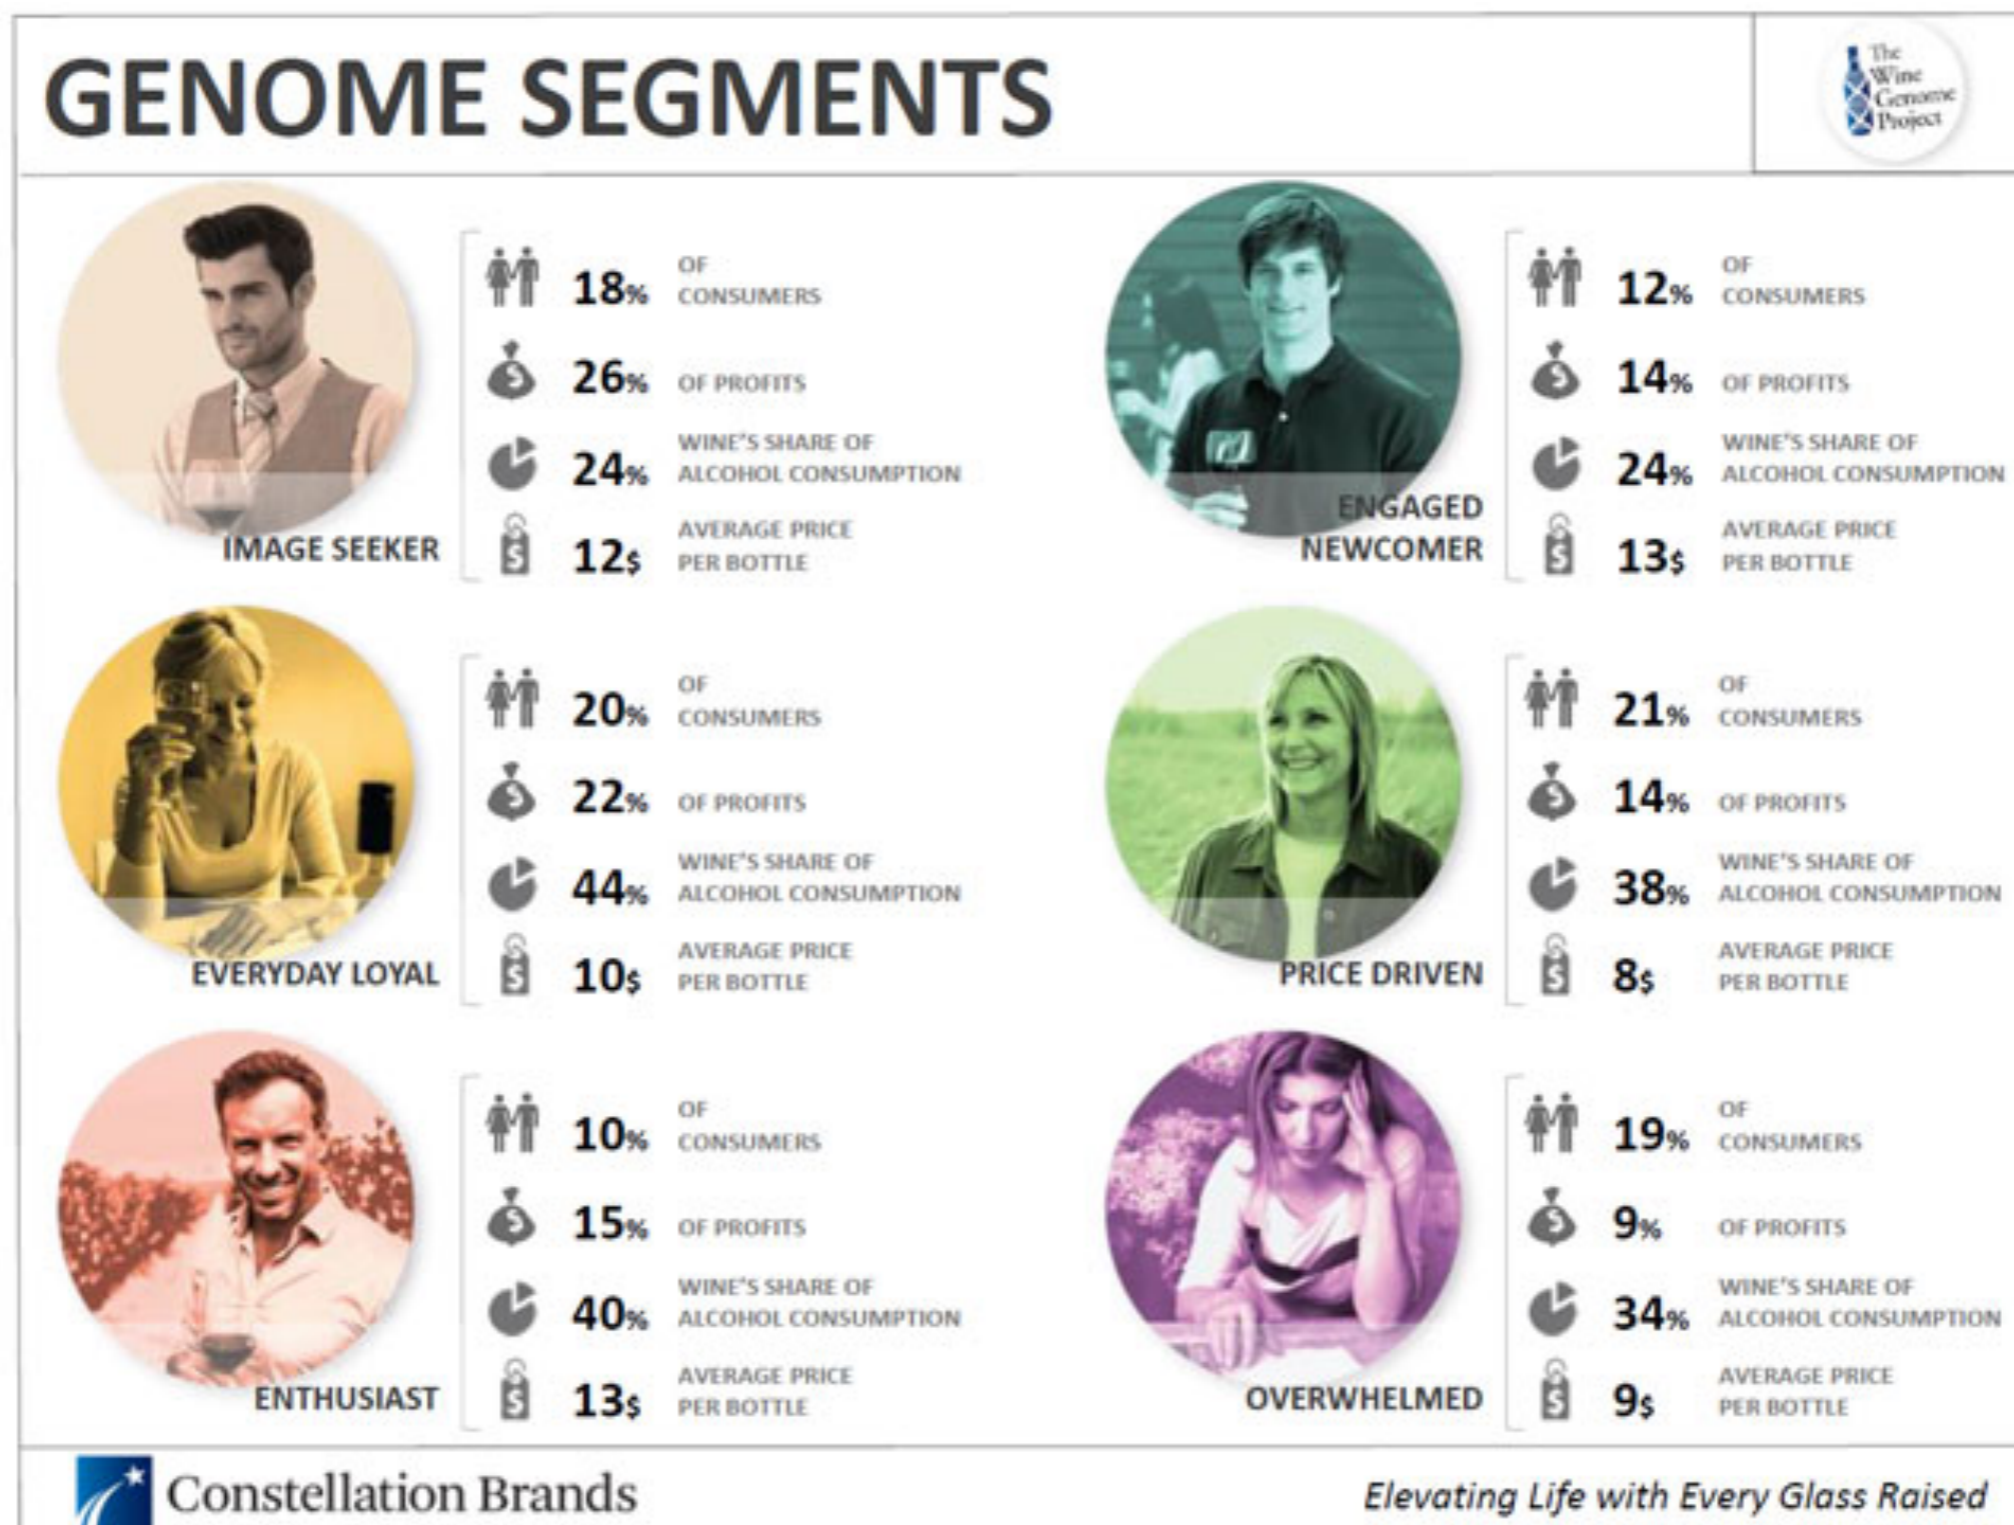 GENOME SEGMENTS
The
Wine
Genome
Project
18% OF
CONSUMERS
26% OF PROFITS
24% WINE'S SHARE OF
ALCOHOL CONSUMPTION
12$ AVERAGE PRICE
PER BOTTLE
IMAGE SEEKER
12% OF
CONSUMERS
14% OF PROFITS
24% WINE'S SHARE OF
ALCOHOL CONSUMPTION
13$ AVERAGE PRICE
PER BOTTLE
ENGAGED
NEWCOMER
20% OF
CONSUMERS
22% OF PROFITS
44% WINE'S SHARE OF
ALCOHOL CONSUMPTION
10$ AVERAGE PRICE
PER BOTTLE
EVERYDAY LOYAL
21% OF
CONSUMERS
14% OF PROFITS
38% WINE'S SHARE OF
ALCOHOL CONSUMPTION
8$ AVERAGE PRICE
PER BOTTLE
PRICE DRIVEN
10% OF
CONSUMERS
15% OF PROFITS
40% WINE'S SHARE OF
ALCOHOL CONSUMPTION
13$ AVERAGE PRICE
PER BOTTLE
ENTHUSIAST
19% OF
CONSUMERS
9% OF PROFITS
34% WINE'S SHARE OF
ALCOHOL CONSUMPTION
9$ AVERAGE PRICE
PER BOTTLE
OVERWHELMED
Constellation Brands
Elevating Life with Every Glass Raised